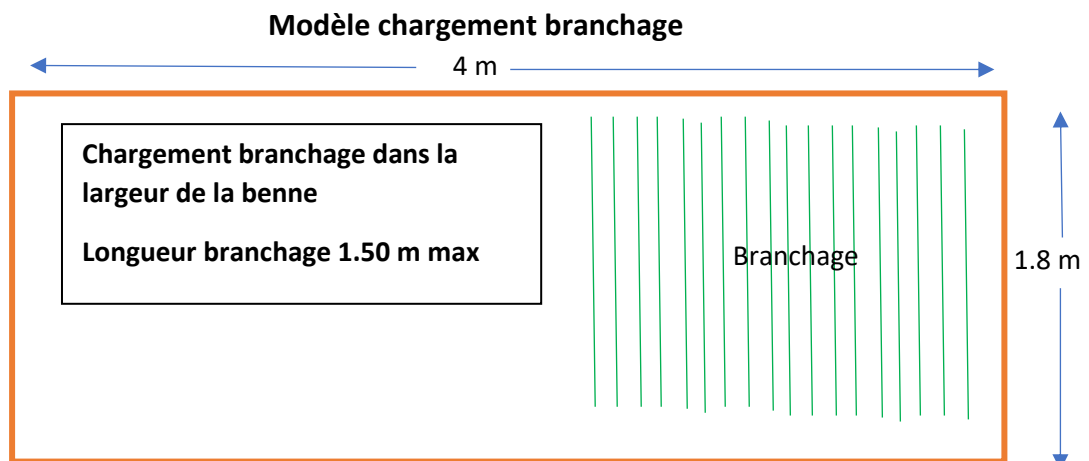 Modèle chargement branchage
4 m
Chargement branchage dans la
largeur de la benne
Longueur branchage 1.50 m max
Branchage
1.8 m